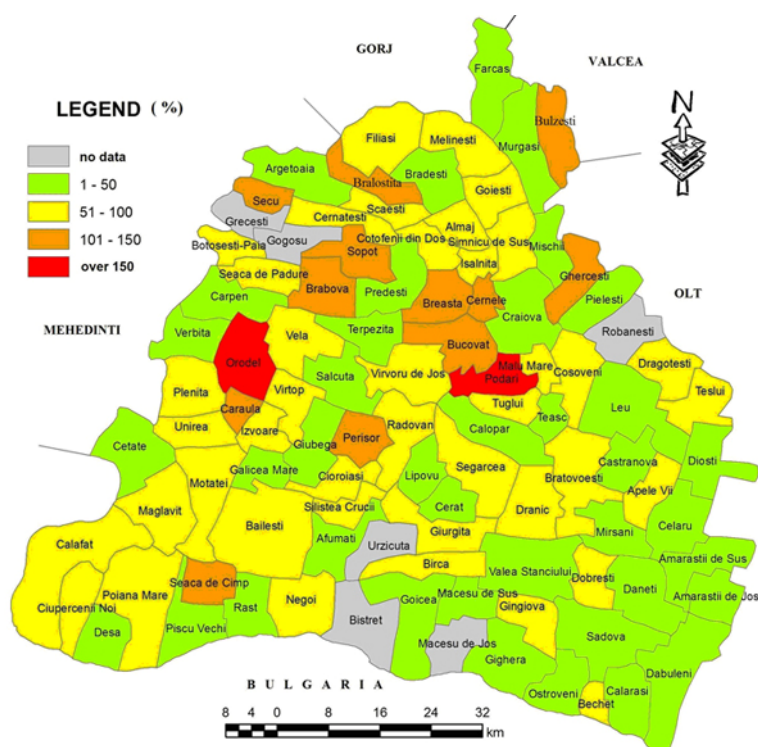 GORJ
VALCEA
Farcas
LEGEND (%)
N
Bulzesti
Filiasi
Melinesti
Murgasi
no data
1 - 50
51 - 100
101 - 150
over 150
Argetoaia
Bralostita
Bradesti
Goiesti
Secu
Grecesti
Cernatesti
Scaesti
Almaj
Gogosu
Cotofenii din Dos
Simnicu de Sus
Mischii
Botosesti-Paia
Sopot
Isalnita
Seaca de Padure
Ghercesti
Carpen
Brabova
Predesti
Breasta
Cernele
Pielesti
OLT
Craiova
MEHEDINTI
Verbita
Vela
Terpezita
Bucovat
Robanesti
Orodel
Dragotesti
Salcuta
Virvoru de Jos
Malu Mare
Cosoveni
Podari
Plenita
Virtop
Teslui
Caraula
Tuglui
Leu
Unirea
Izvoare
Radovan
Teasc
Calopar
Giubega
Perisor
Cetate
Diosti
Galicea Mare
Cioroiasi
Lipovu
Segarcea
Castranova
Bratovoesti
Motatei
Apele Vii
Maglavit
Silistea Crucii
Cerat
Dranic
Bailesti
Mirsani
Celaru
Giurgita
Afumati
Calafat
Urzicuta
Amarastii de Sus
Birca
Valea Stanciului
Dobresti
Seaca de Cimp
Daneti
Poiana Mare
Macesu de Sus
Amarastii de Jos
Ciupercenii Noi
Rast
Negoi
Goicea
Gingiova
Bistret
Desa
Piscu Vechi
Macesu de Jos
Sadova
Gighera
Dabuleni
BULGARIA
Ostroveni
Calarasi
Bechet
8 4 0 8 16 24 32
km